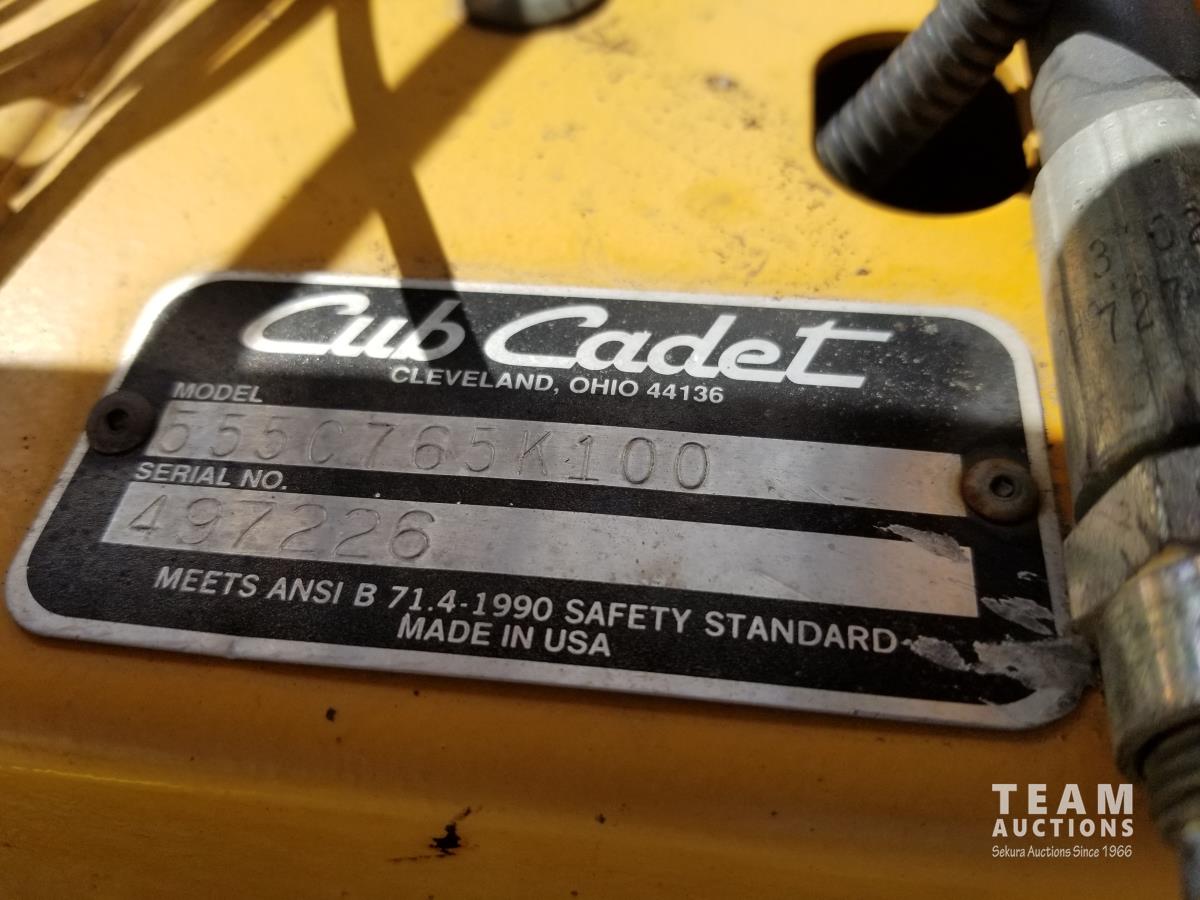 Cub Cadet
CLEVELAND, OHIO 44136
MODEL
555C765K100
SERIAL NO.
497226
MEETS ANSI B 71.4-1990 SAFETY STANDARD
MADE IN USA
TEAM
AUCTIONS
Sekura Auctions Since 1966